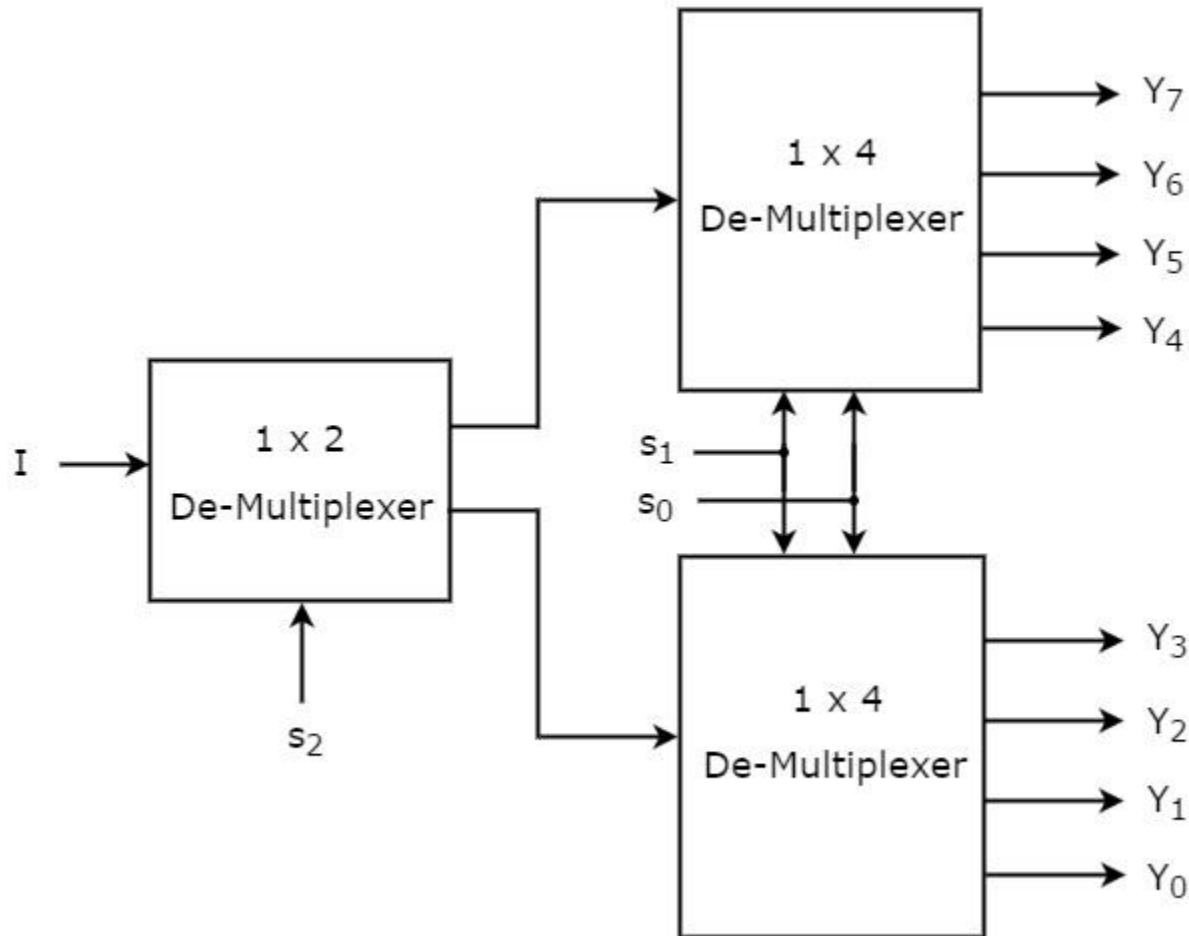 1 x 4
De-Multiplexer
Y7
Y6
Y5
Y4
I
1 x 2
De-Multiplexer
s2
s1
s0
1 x 4
De-Multiplexer
Y3
Y2
Y1
Y0